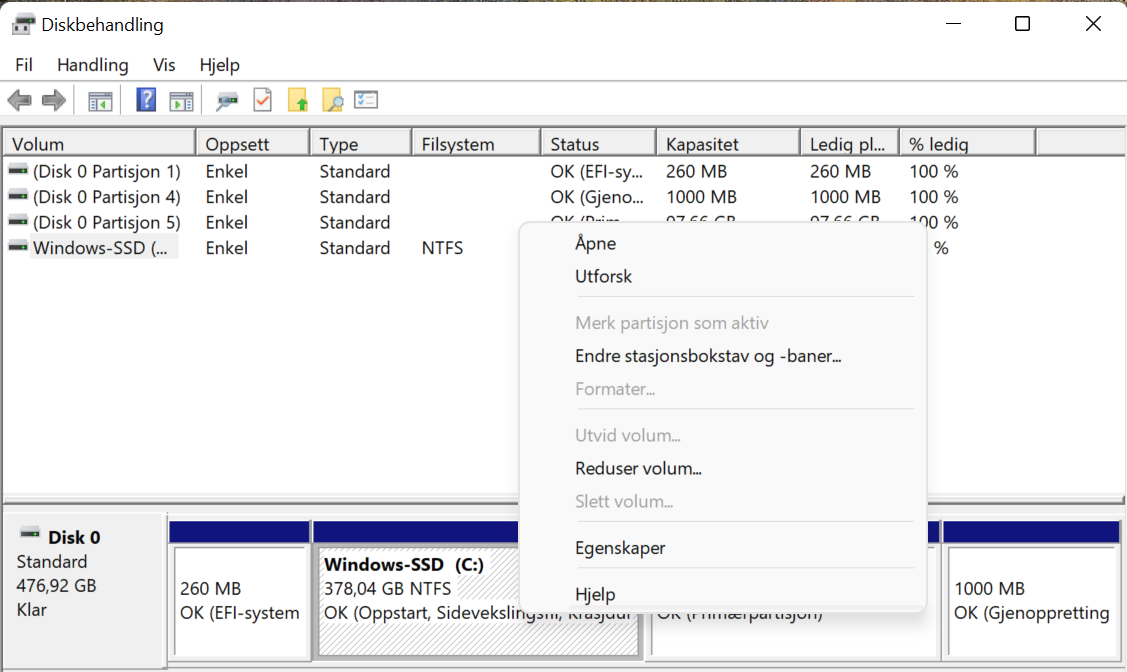 Diskbehandling
Fil Handling Vis Hjelp
Volum Oppsett Type Filsystem Status Kapasitet Ledig pl... % ledig
(Disk 0 Partisjon 1) Enkel Standard OK (EFI-sy... 260 MB 260 MB 100 %
(Disk 0 Partisjon 4) Enkel Standard OK (Gjeno... 1000 MB 1000 MB 100 %
(Disk 0 Partisjon 5) Enkel Standard OK (Prim... 97,66 GB 97,66 GB 100 %
Windows-SSD (... Enkel Standard NTFS %
Åpne
Utforsk
Merk partisjon som aktiv
Endre stasjonsbokstav og -baner...
Formater...
Utvid volum...
Reduser volum...
Slett volum...
Egenskaper
Hjelp
Disk 0
Standard
476,92 GB
Klar
260 MB
OK (EFI-system
Windows-SSD (C:)
378,04 GB NTFS
OK (Oppstart, Sidevekslingsfil, Krasjdur
OK (Primærpartisjon)
1000 MB
OK (Gjenoppretting